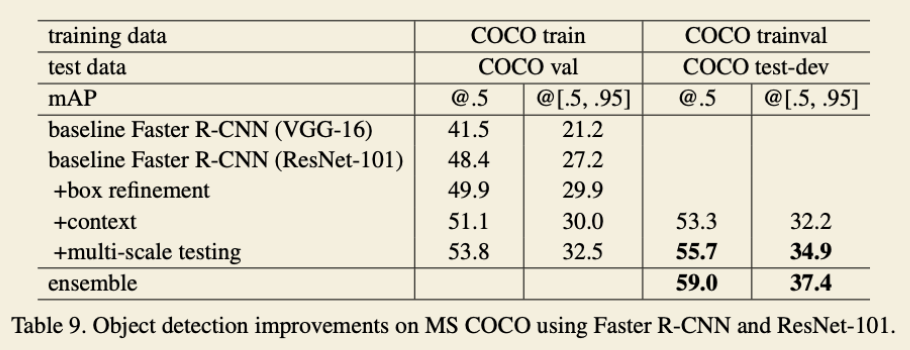 training data COCO train COCO trainval
test data COCO val COCO test-dev
mAP @.5 @[.5, .95] @.5 @[.5, .95]
baseline Faster R-CNN (VGG-16) 41.5 21.2
baseline Faster R-CNN (ResNet-101) 48.4 27.2
+box refinement 49.9 29.9
+context 51.1 30.0 53.3 32.2
+multi-scale testing 53.8 32.5 55.7 34.9
ensemble 59.0 37.4
Table 9. Object detection improvements on MS COCO using Faster R-CNN and ResNet-101.